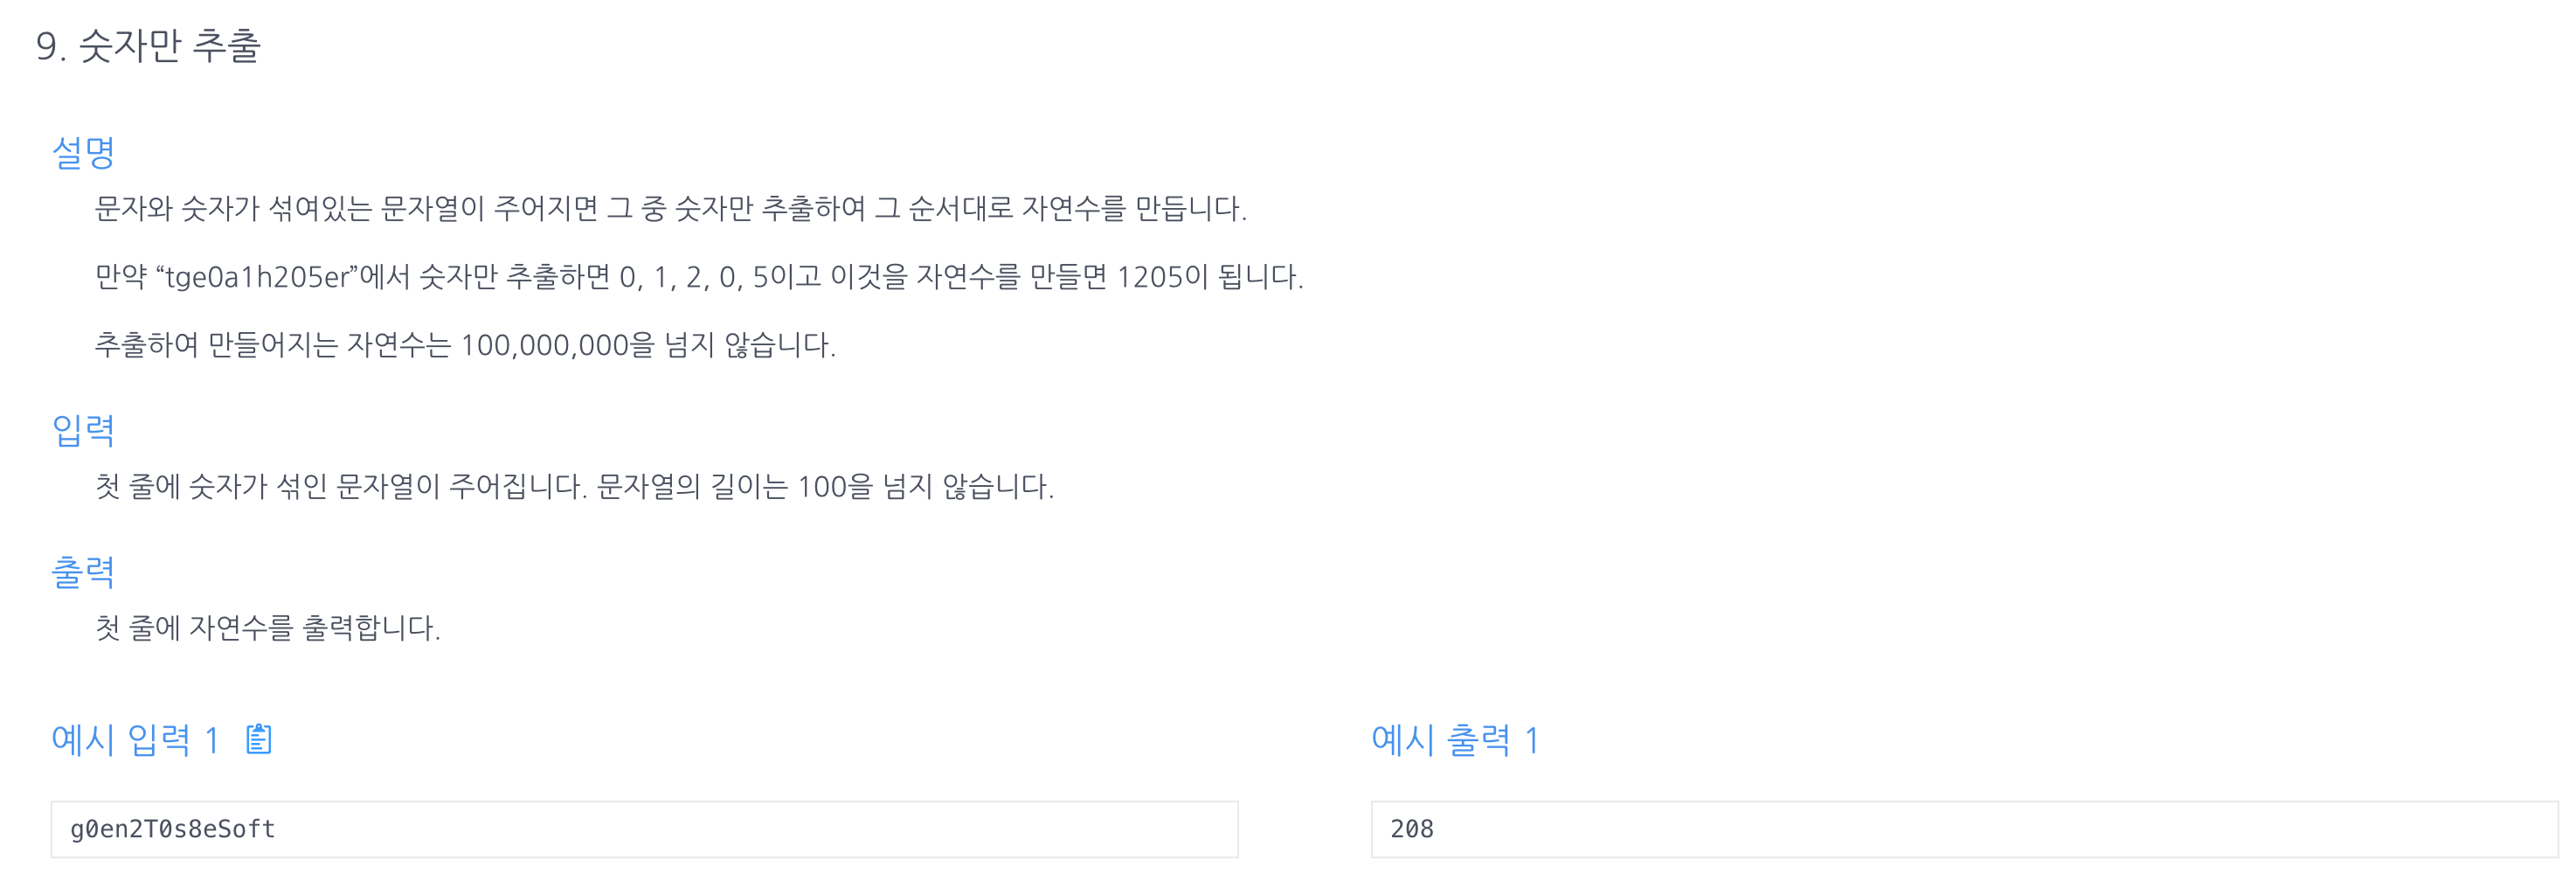 9. 숫자만 추출
설명
문자와 숫자가 섞여있는 문자열이 주어지면 그 중 숫자만 추출하여 그 순서대로 자연수를 만듭니다.
만약 “tge0a1h205er”에서 숫자만 추출하면 0, 1, 2, 0, 5이고 이것을 자연수를 만들면 1205이 됩니다.
추출하여 만들어지는 자연수는 100,000,000을 넘지 않습니다.
입력
첫 줄에 숫자가 섞인 문자열이 주어집니다. 문자열의 길이는 100을 넘지 않습니다.
출력
첫 줄에 자연수를 출력합니다.
예시 입력 1
g0en2T0s8eSoft
예시 출력 1
208